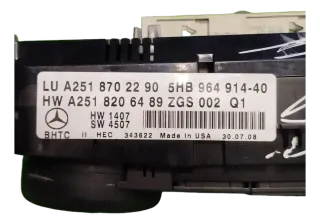 LU A251 870 22 90 5HB 964 914-40
HW A251 820 64 89 ZGS 002 Q1
HW 1407
SW 4507
BHTC II HEC 343622 Made in USA 30.07.08